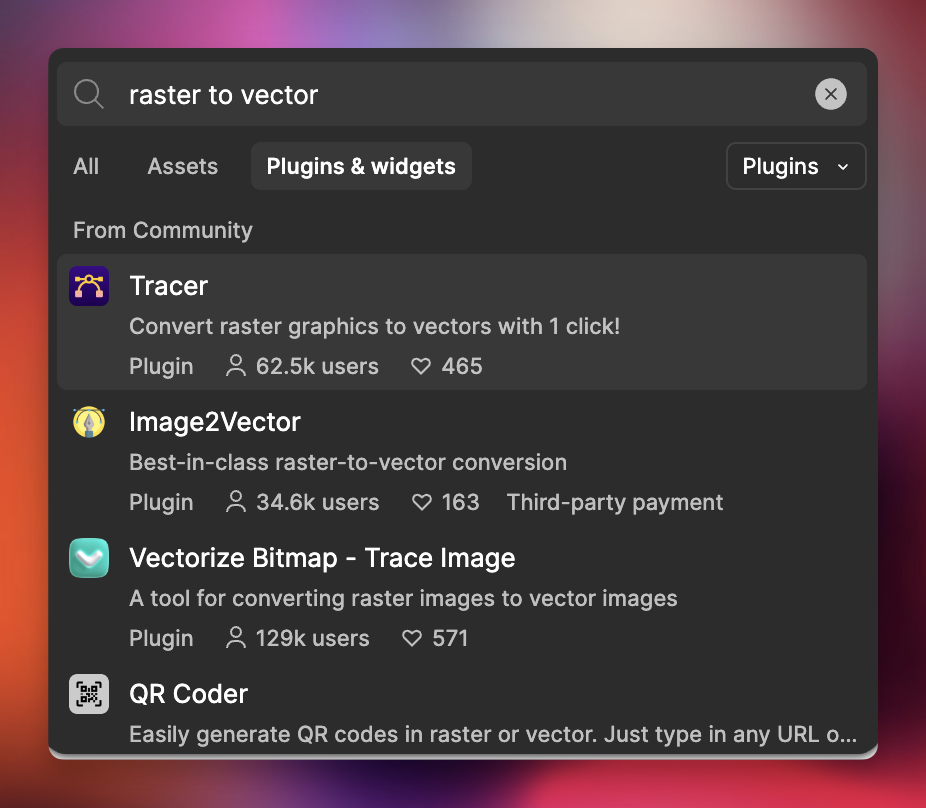 raster to vector
All Assets Plugins & widgets Plugins
From Community
Tracer
Convert raster graphics to vectors with 1 click!
Plugin 62.5k users 465
Image2Vector
Best-in-class raster-to-vector conversion
Plugin 34.6k users 163 Third-party payment
Vectorize Bitmap - Trace Image
A tool for converting raster images to vector images
Plugin 129k users 571
QR Coder
Easily generate QR codes in raster or vector. Just type in any URL o...